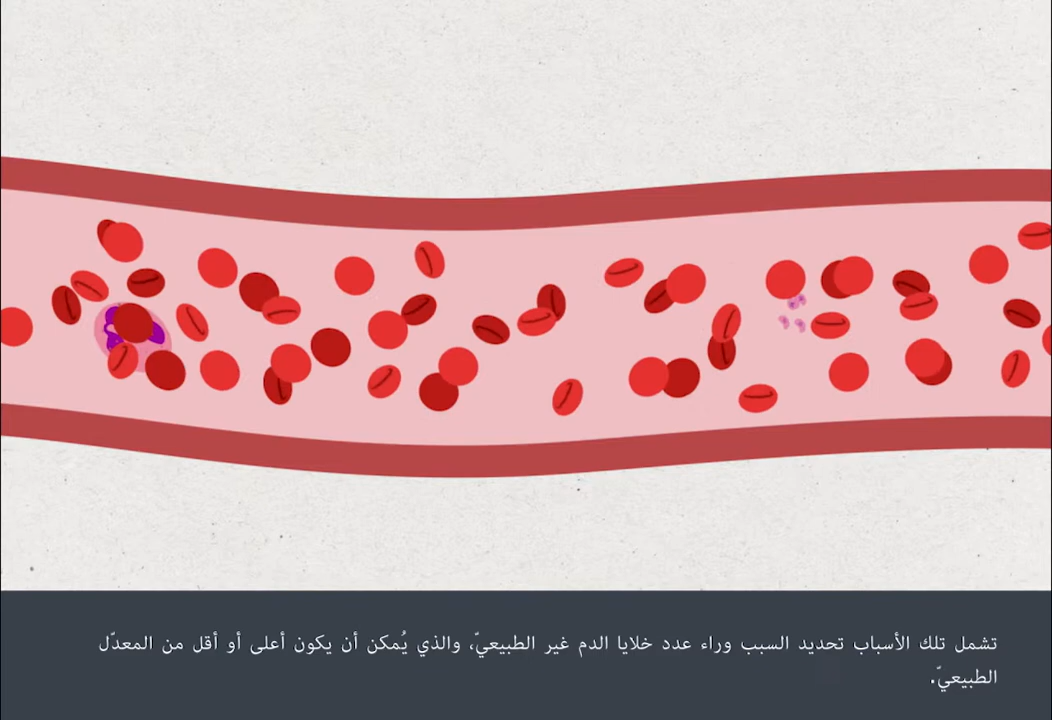 تشمل تلك الأسباب تحديد السبب وراء عدد خلايا الدم غير الطبيعيّ، والذي يُمكن أن يكون أعلى أو أقل من المعدّل
الطبيعيّ.